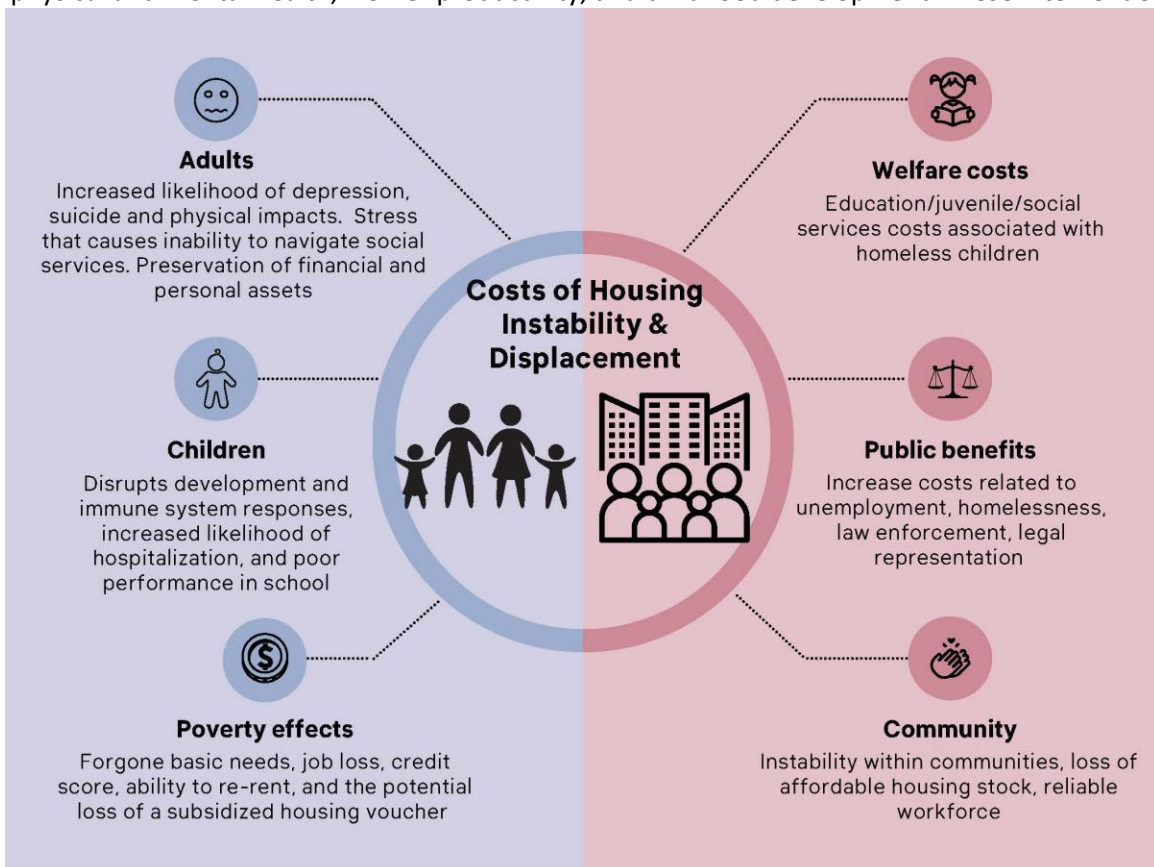 Adults
Increased likelihood of depression,
suicide and physical impacts. Stress
that causes inability to navigate social
services. Preservation of financial and
personal assets
Children
Disrupts development and
immune system responses,
increased likelihood of
hospitalization, and poor
performance in school
Poverty effects
Forgone basic needs, job loss, credit
score, ability to re-rent, and the potential
loss of a subsidized housing voucher
Costs of Housing
Instability &
Displacement
Welfare costs
Education/juvenile/social
services costs associated with
homeless children
Public benefits
Increase costs related to
unemployment, homelessness,
law enforcement, legal
representation
Community
Instability within communities, loss of
affordable housing stock, reliable
workforce